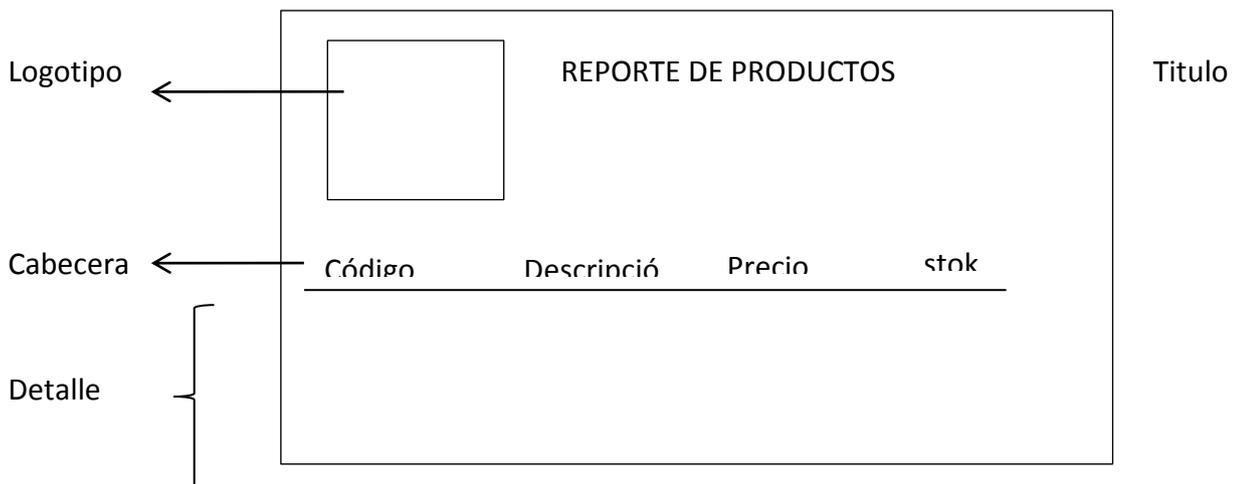 Logotipo REPORTE DE PRODUCTOS Titulo
Cabecera Código Descripció Precio stok
Detalle